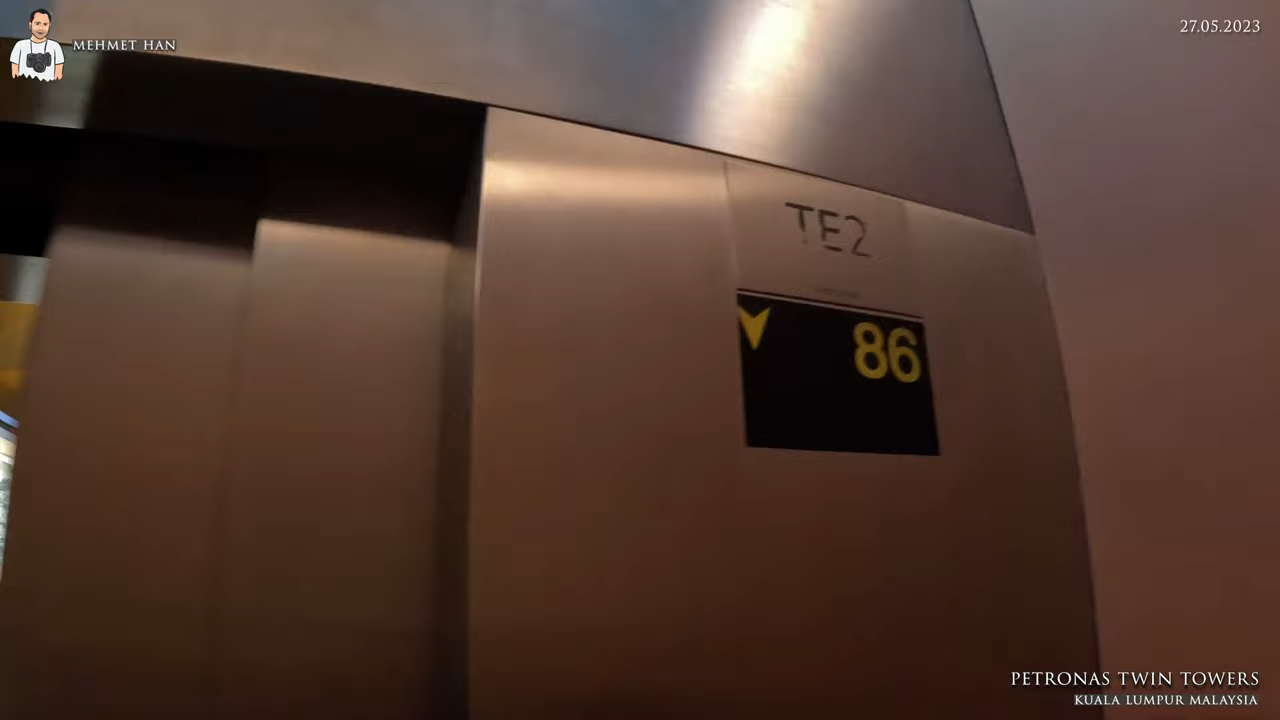 MEHMET HAN
27.05.2023
TE2
86
PETRONAS TWIN TOWERS
KUALA LUMPUR MALAYSIA